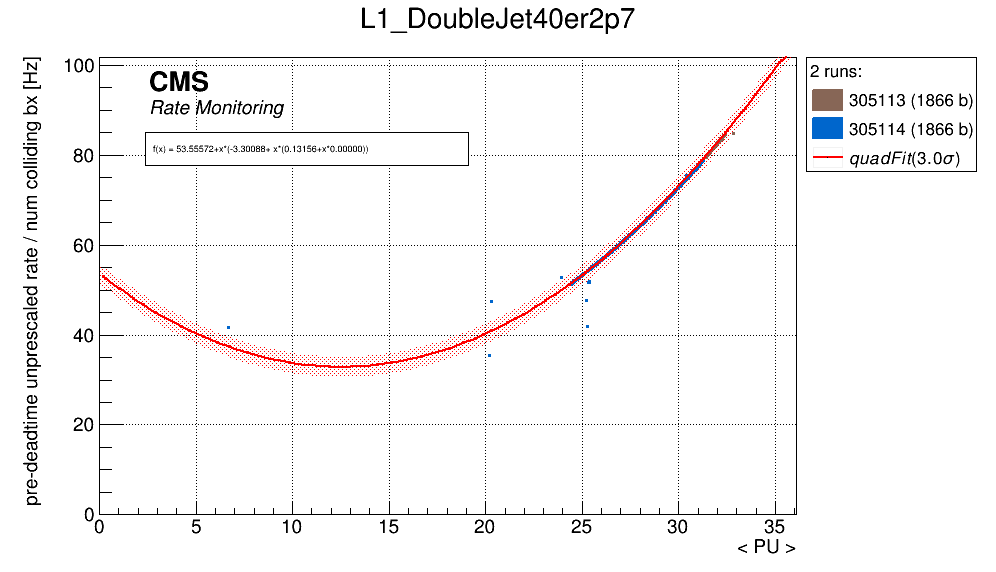 L1_DoubleJet40er2p7
pre-deadtime unprescaled rate / num colliding bx [Hz]
100
80
60
40
20
0
CMS
Rate Monitoring
f(x) = 53.55572+x*(-3.30088+ x*(0.13156+x*0.00000))
2 runs:
305113 (1866 b)
305114 (1866 b)
quadFit(3.0σ)
0 5 10 15 20 25 30 35
< PU >